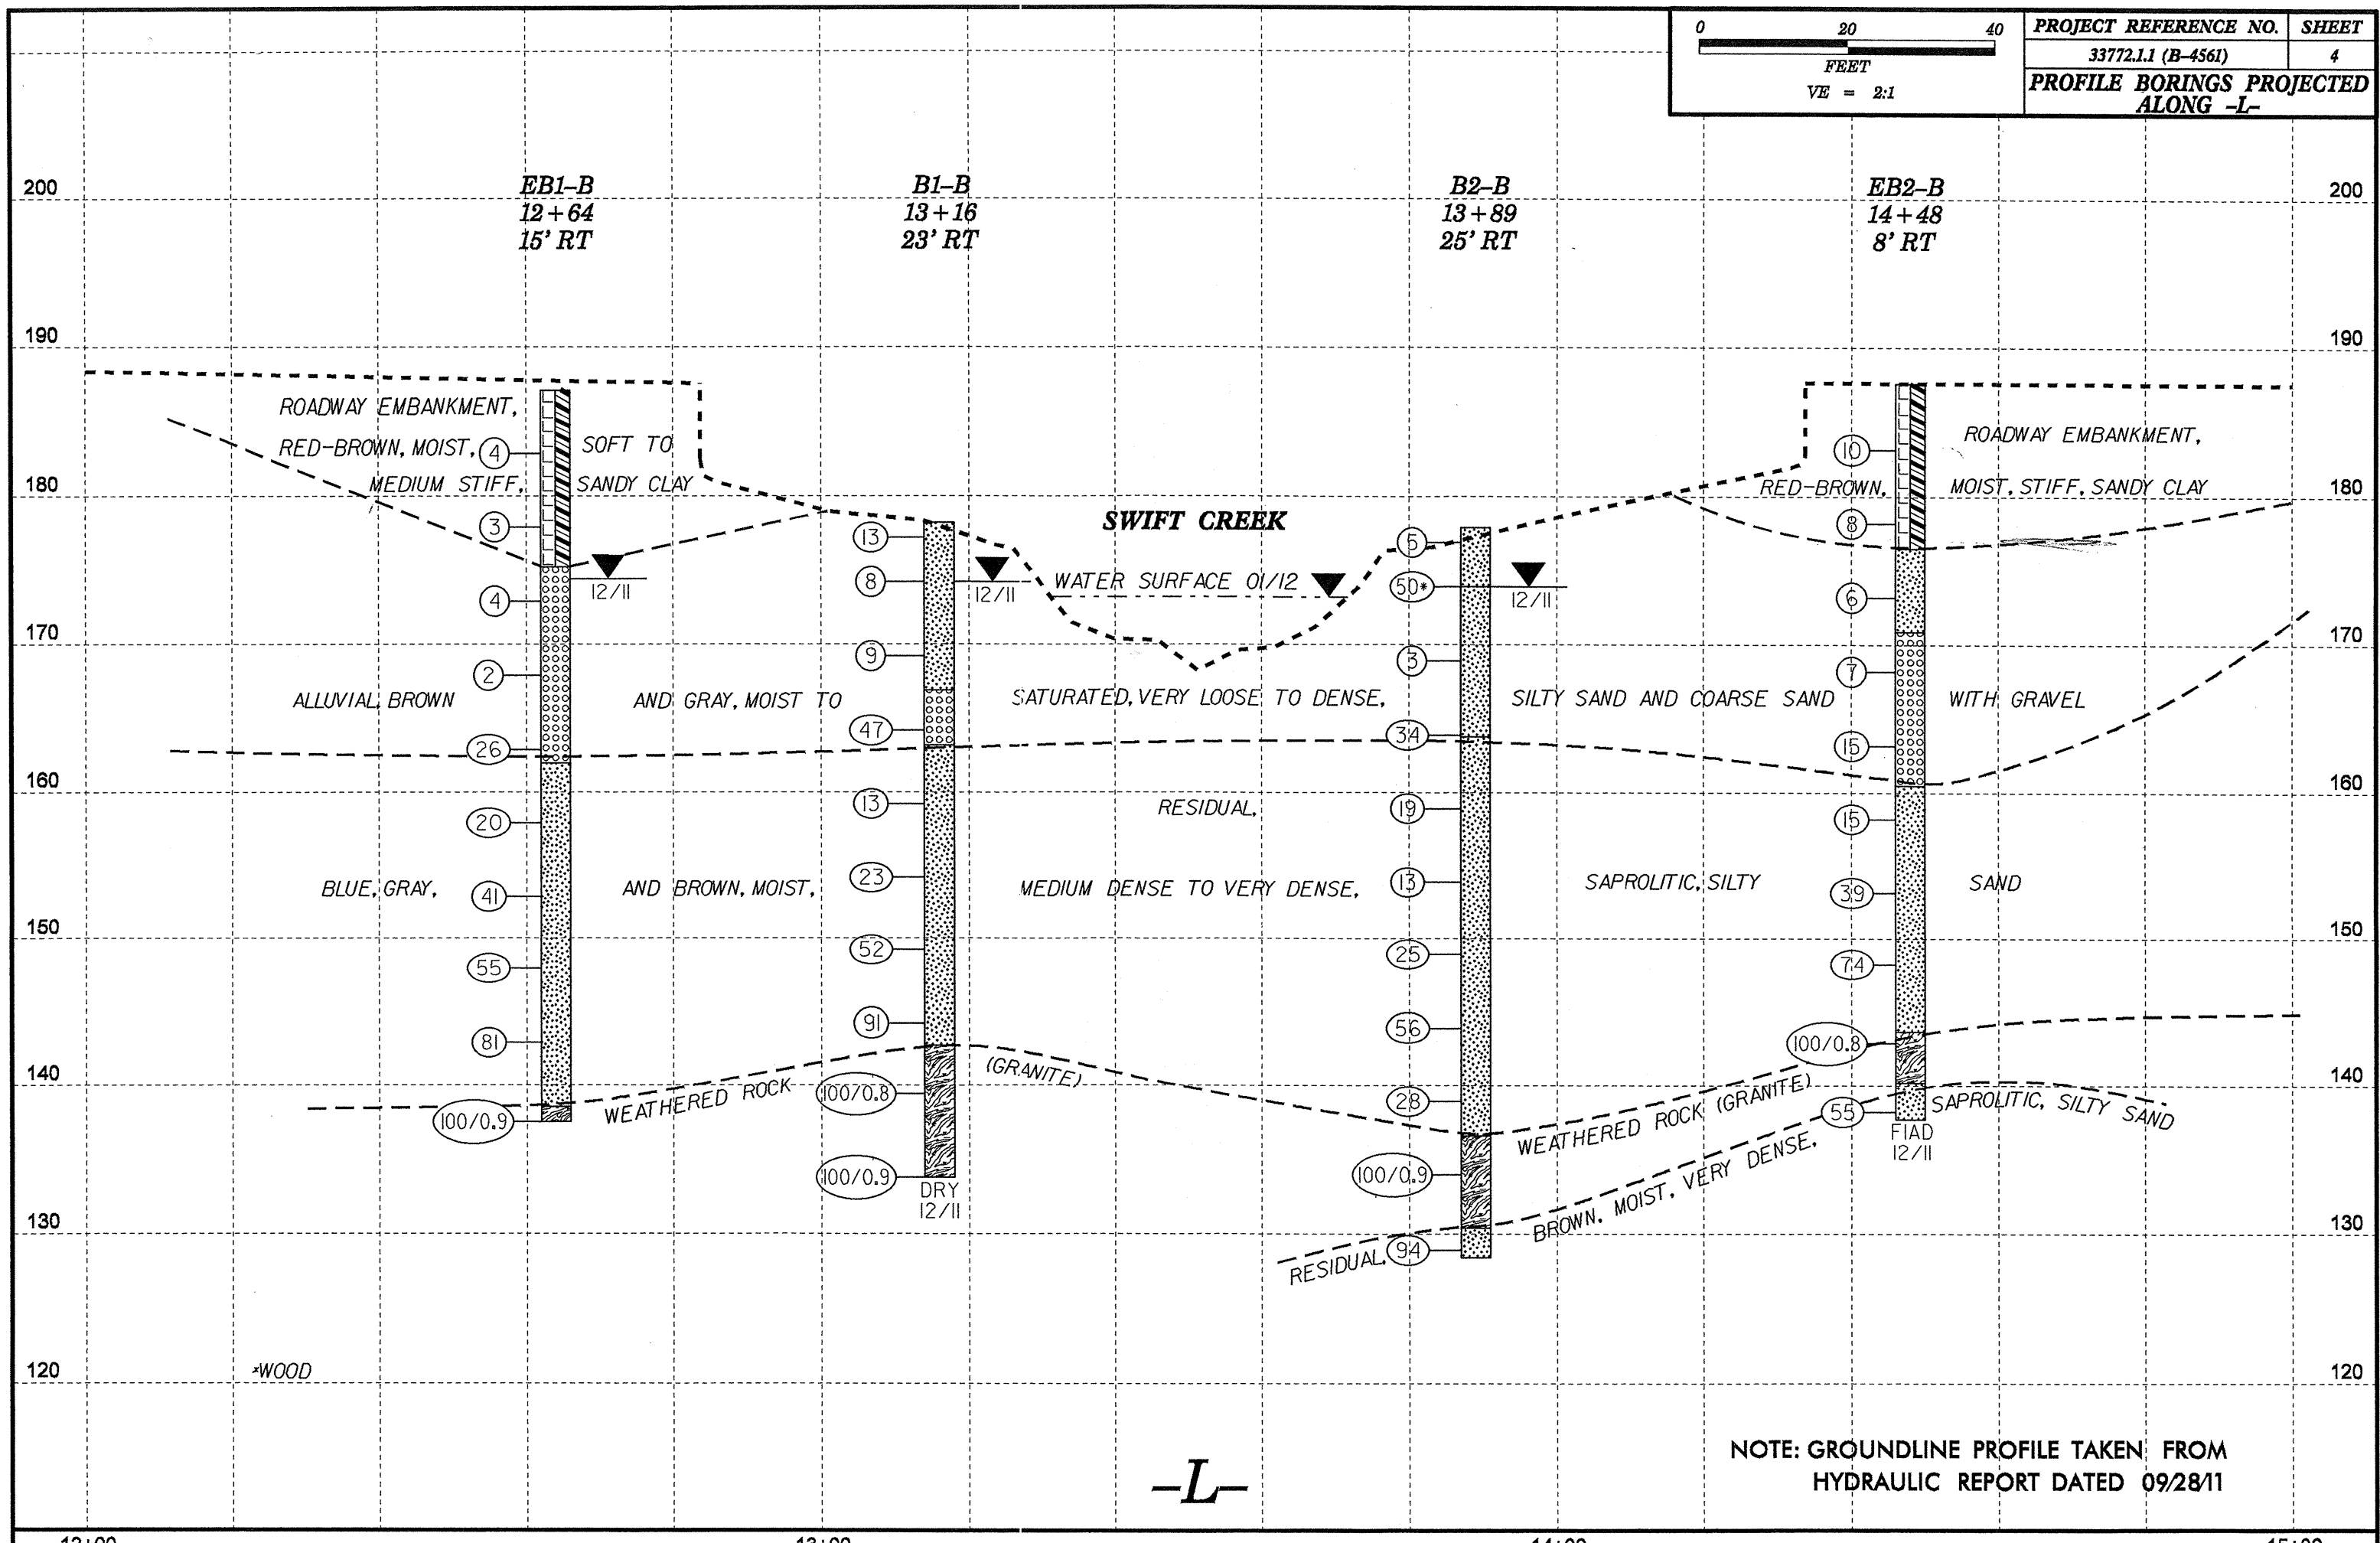 0 20 40
FEET
VE = 2:1
PROJECT REFERENCE NO. SHEET
33772.1.1 (B-4561) 4
PROFILE BORINGS PROJECTED
ALONG -L-
200 200
EB1-B
12+64
15' RT
B1-B
13+16
23' RT
B2-B
13+89
25' RT
EB2-B
14+48
8' RT
190 190
ROADWAY EMBANKMENT,
RED-BROWN, MOIST, 4 SOFT TO
MEDIUM STIFF, SANDY CLAY
10 ROADWAY EMBANKMENT,
RED-BROWN, MOIST, STIFF, SANDY CLAY
180 180
3 13 SWIFT CREEK 5 8
8 WATER SURFACE 01/12 50*
12/11 12/11 12/11
4 6
170 170
2 9 3 7
ALLUVIAL, BROWN AND GRAY, MOIST TO SATURATED, VERY LOOSE TO DENSE, SILTY SAND AND COARSE SAND WITH GRAVEL
26 47 34 15
160 160
20 13 RESIDUAL, 19 15
BLUE, GRAY, AND BROWN, MOIST, MEDIUM DENSE TO VERY DENSE, SAPROLITIC, SILTY SAND
41 23 13 39
150 150
55 52 25 74
81 91 56 100/0.8
140 140
WEATHERED ROCK (GRANITE)
100/0.9 100/0.8 28 55
WEATHERED ROCK (GRANITE)
SAPROLITIC, SILTY SAND
FIAD
12/11
100/0.9 100/0.9
DRY
12/11
130 130
RESIDUAL, 94 BROWN, MOIST, VERY DENSE,
120 120
*WOOD
-L-
NOTE: GROUNDLINE PROFILE TAKEN FROM
HYDRAULIC REPORT DATED 09/28/11
12+00 13+00 14+00 15+00